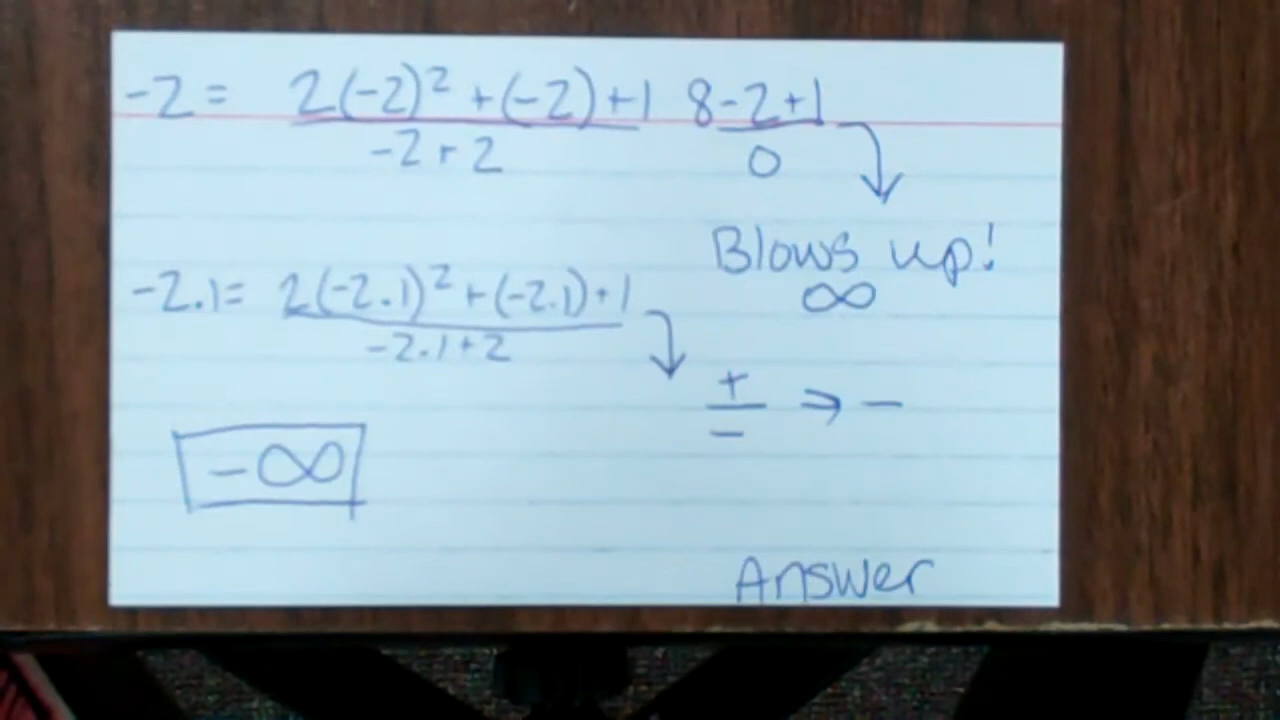 -2 = 2(-2)² + (-2) + 1 / -2 + 2   8 - 2 + 1 / 0
Blows up!
∞
-2.1 = 2(-2.1)² + (-2.1) + 1 / -2.1 + 2
+ / - ⇒ -
-∞
Answer